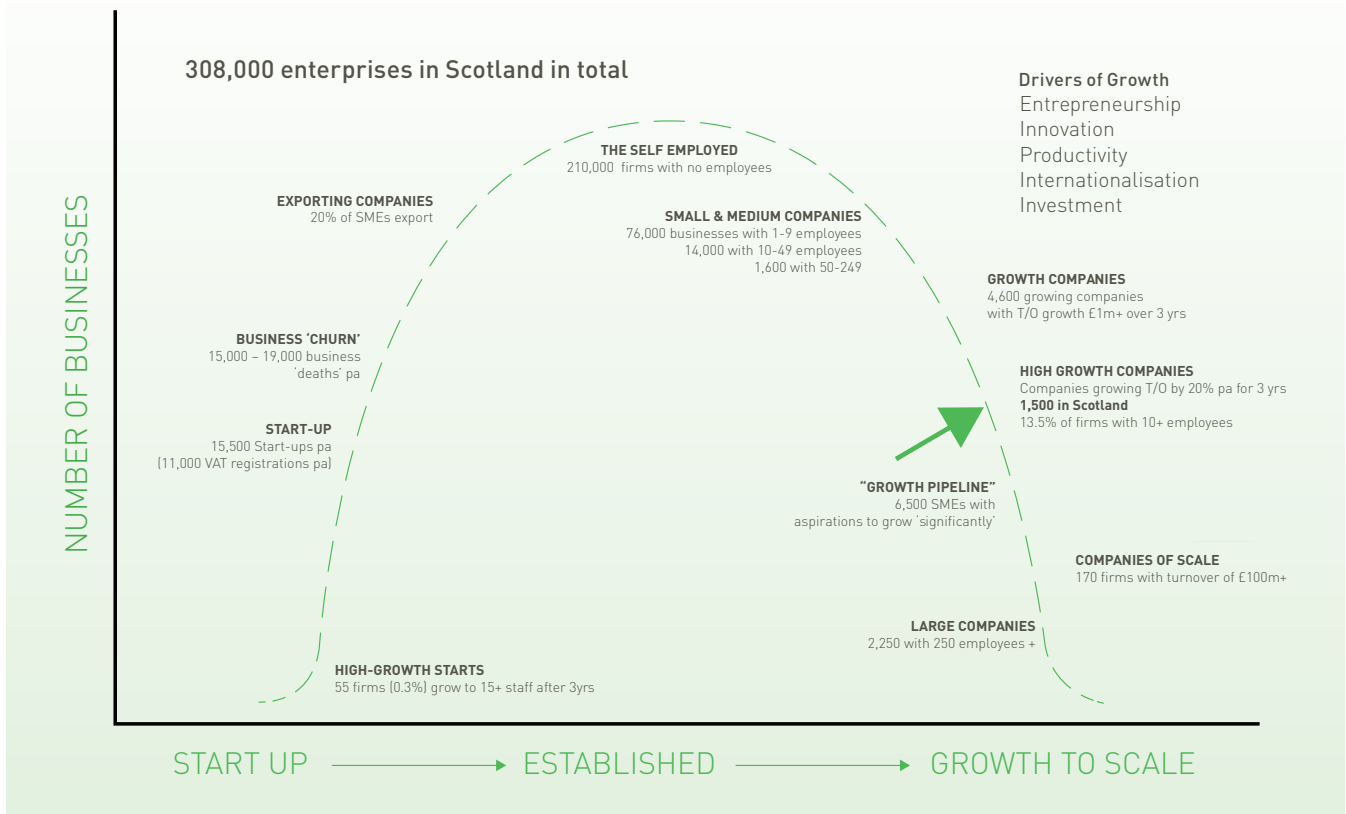 308,000 enterprises in Scotland in total
Drivers of Growth
Entrepreneurship
Innovation
Productivity
Internationalisation
Investment
THE SELF EMPLOYED
210,000 firms with no employees
EXPORTING COMPANIES
20% of SMEs export
SMALL & MEDIUM COMPANIES
76,000 businesses with 1-9 employees
14,000 with 10-49 employees
1,600 with 50-249
GROWTH COMPANIES
4,600 growing companies
with T/O growth £1m+ over 3 yrs
BUSINESS ‘CHURN’
15,000 – 19,000 business
‘deaths’ pa
HIGH GROWTH COMPANIES
Companies growing T/O by 20% pa for 3 yrs
1,500 in Scotland
13.5% of firms with 10+ employees
START-UP
15,500 Start-ups pa
(11,000 VAT registrations pa)
“GROWTH PIPELINE”
6,500 SMEs with
aspirations to grow ‘significantly’
COMPANIES OF SCALE
170 firms with turnover of £100m+
LARGE COMPANIES
2,250 with 250 employees +
HIGH-GROWTH STARTS
55 firms (0.3%) grow to 15+ staff after 3yrs
NUMBER OF BUSINESSES
START UP
ESTABLISHED
GROWTH TO SCALE